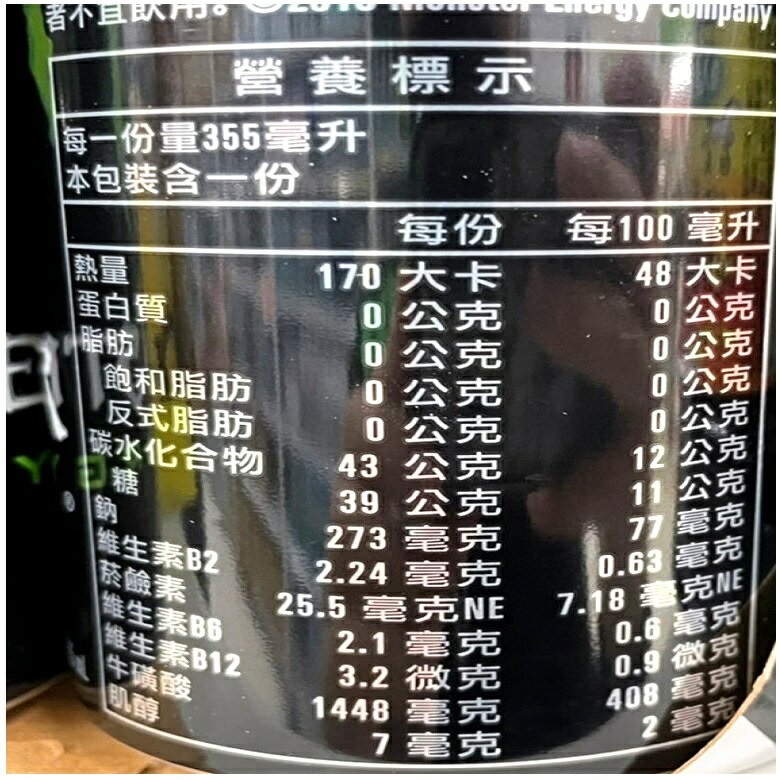 者不宜飲用。©2016 Monster Energy Company
營養標示
每一份量355毫升
本包裝含一份
每份 每100 毫升
熱量 170 大卡 48 大卡
蛋白質 0 公克 0 公克
脂肪 0 公克 0 公克
飽和脂肪 0 公克 0 公克
反式脂肪 0 公克 0 公克
碳水化合物 43 公克 12 公克
糖 39 公克 11 公克
鈉 273 毫克 77 毫克
維生素B2 2.24 毫克 0.63 毫克
菸鹼素 25.5 毫克NE 7.18 毫克NE
維生素B6 2.1 毫克 0.6 毫克
維生素B12 3.2 微克 0.9 微克
牛磺酸 1448 毫克 408 毫克
肌醇 7 毫克 2 毫克